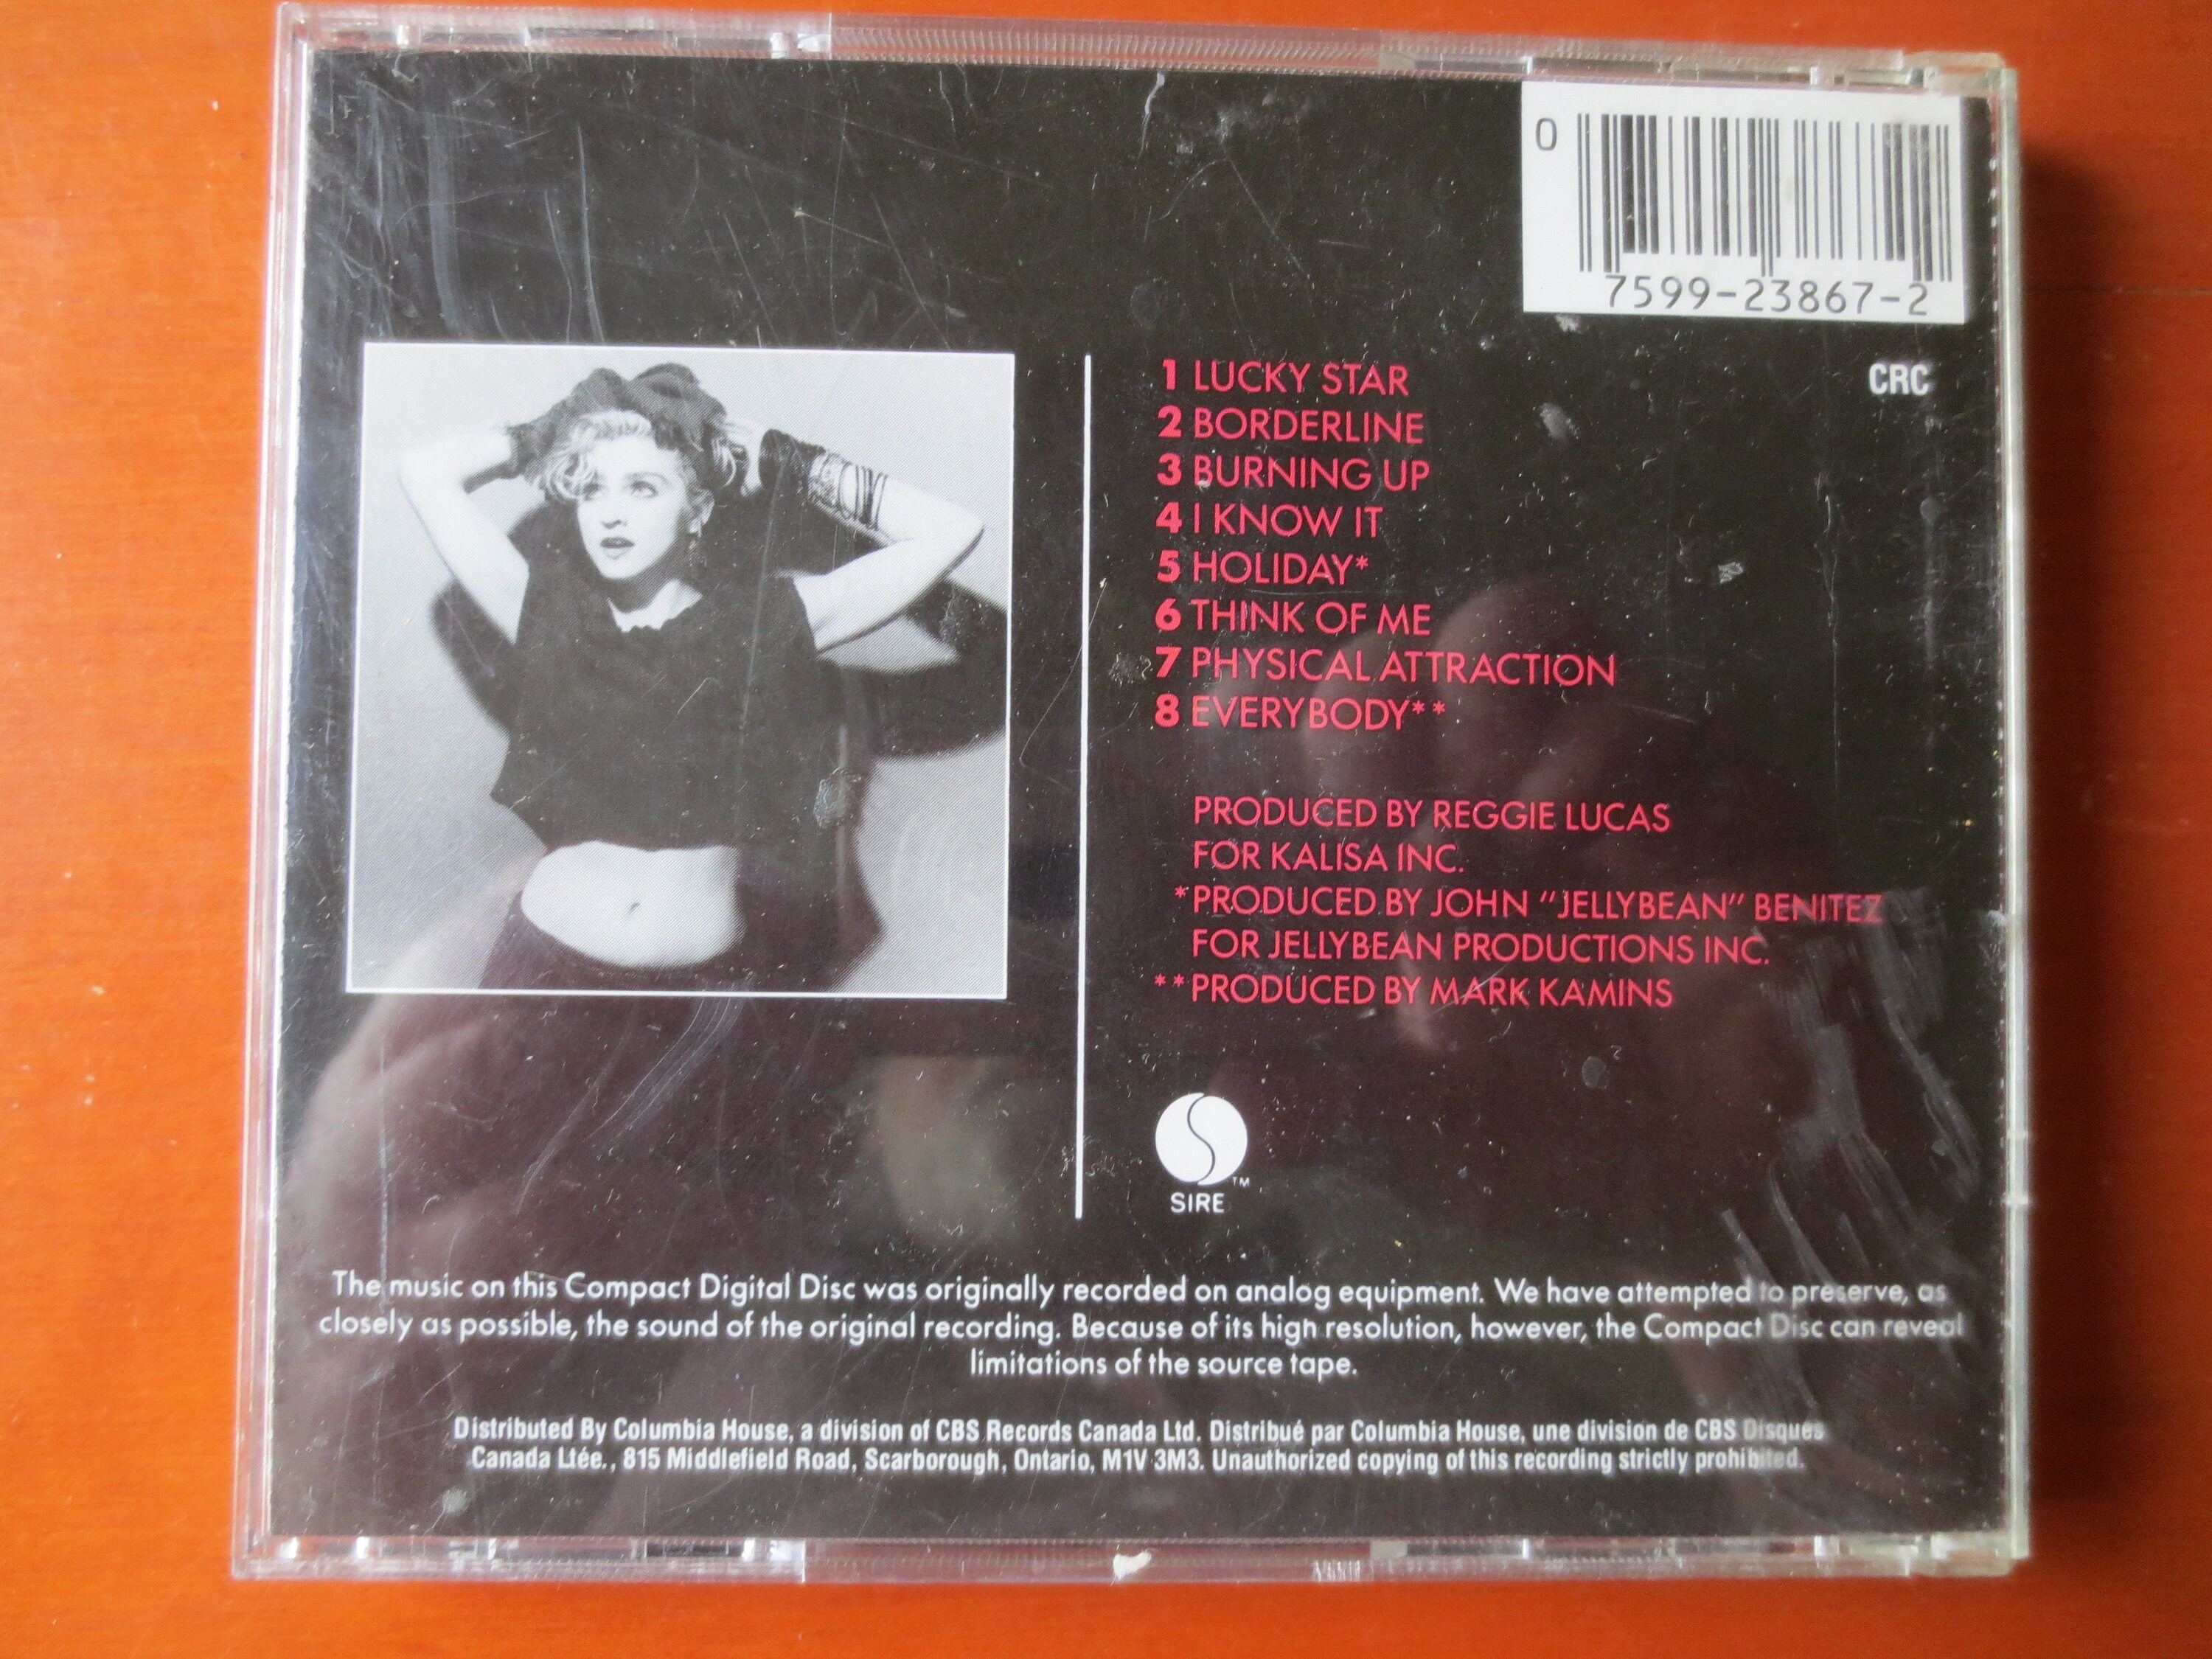 0
7599-23867-2
CRC
1 LUCKY STAR
2 BORDERLINE
3 BURNING UP
4 I KNOW IT
5 HOLIDAY*
6 THINK OF ME
7 PHYSICAL ATTRACTION
8 EVERYBODY**
PRODUCED BY REGGIE LUCAS
FOR KALISA INC.
*PRODUCED BY JOHN "JELLYBEAN" BENITEZ
FOR JELLYBEAN PRODUCTIONS INC.
**PRODUCED BY MARK KAMINS
S
SIRE™
The music on this Compact Digital Disc was originally recorded on analog equipment. We have attempted to preserve, as
closely as possible, the sound of the original recording. Because of its high resolution, however, the Compact Disc can reveal
limitations of the source tape.
Distributed By Columbia House, a division of CBS Records Canada Ltd. Distribué par Columbia House, une division de CBS Disques
Canada Ltée., 815 Middlefield Road, Scarborough, Ontario, M1V 3M3. Unauthorized copying of this recording strictly prohibited.